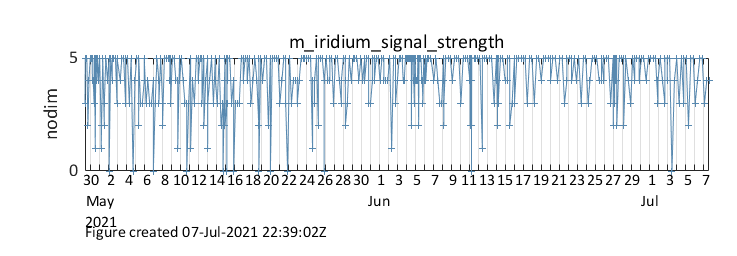 m_iridium_signal_strength
5
nodim
0
30 2 4 6 8 10 12 14 16 18 20 22 24 26 28 30 1 3 5 7 9 11 13 15 17 19 21 23 25 27 29 1 3 5 7
May Jun Jul
2021
Figure created 07-Jul-2021 22:39:02Z